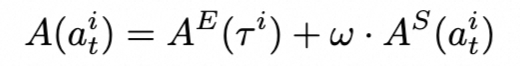 A(a_t^i) = A^E(τ^i) + ω · A^S(a_t^i)